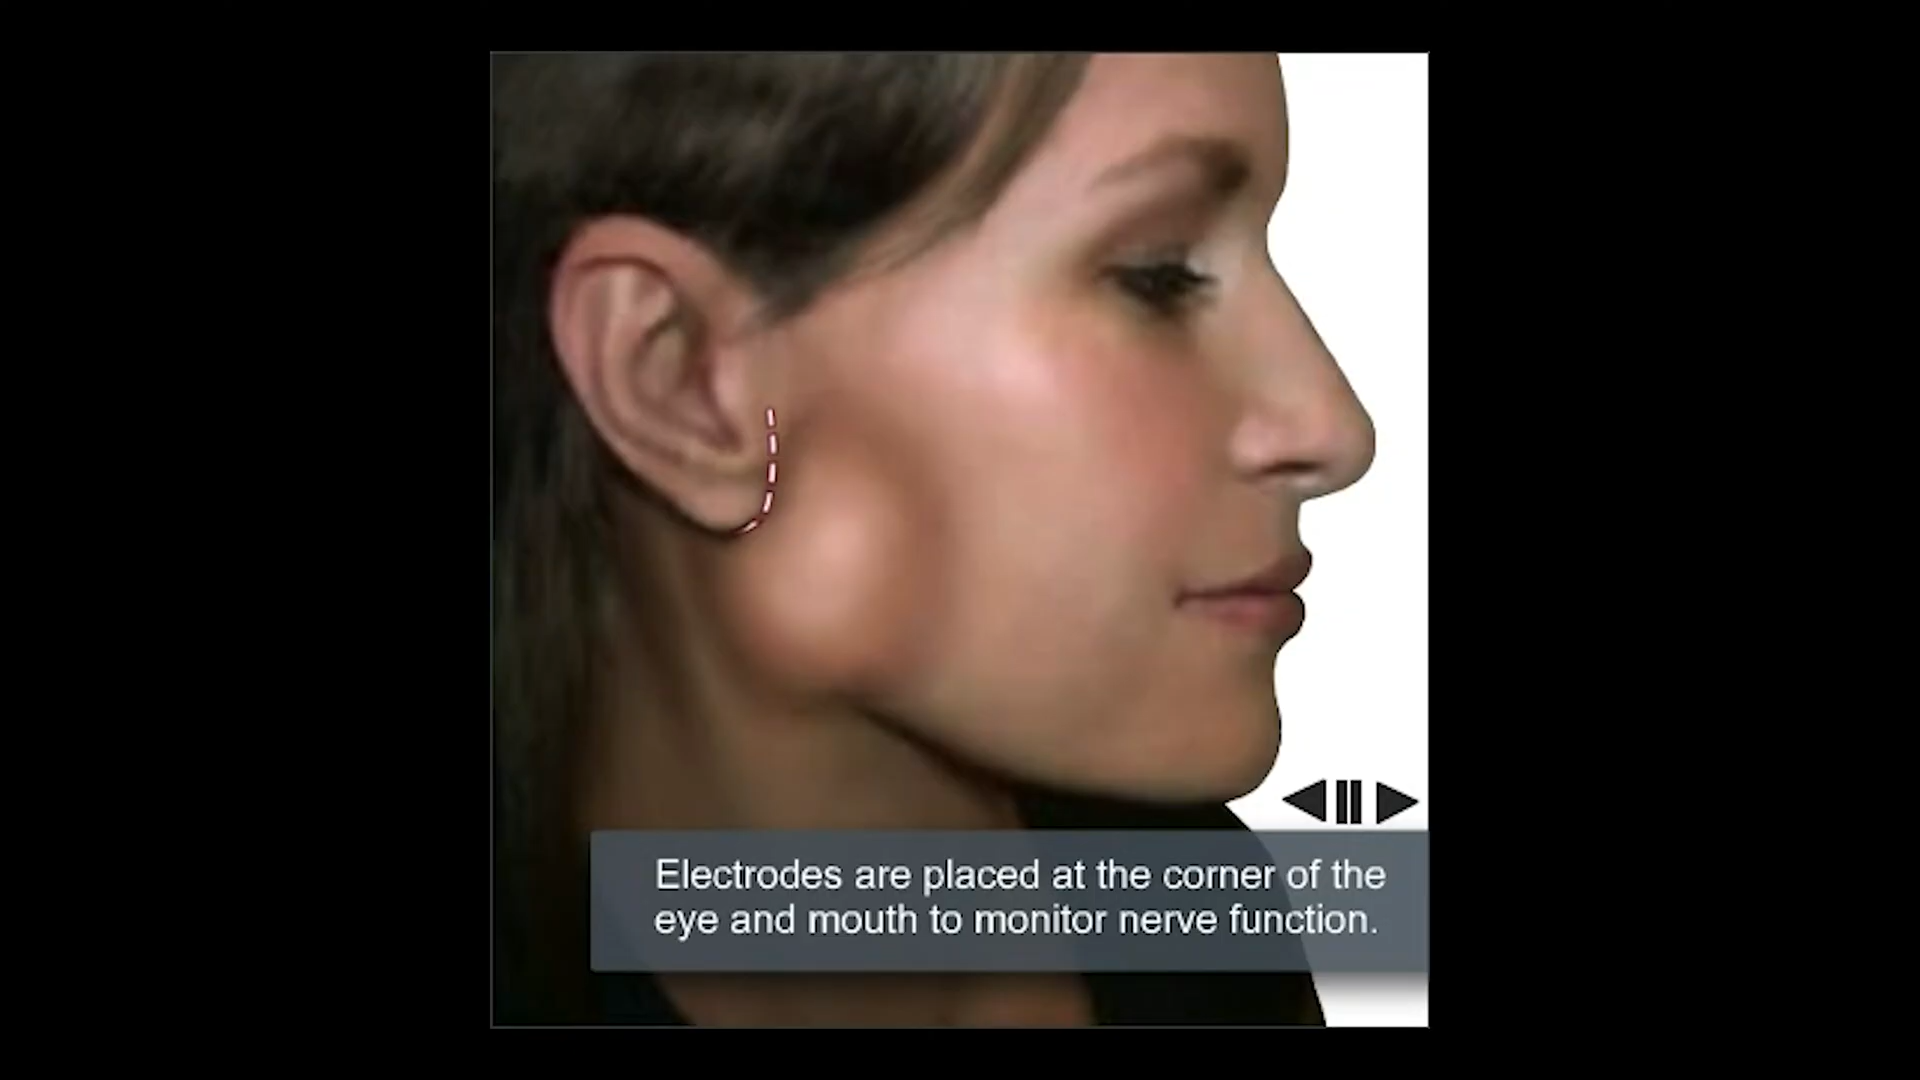 Electrodes are placed at the corner of the
eye and mouth to monitor nerve function.